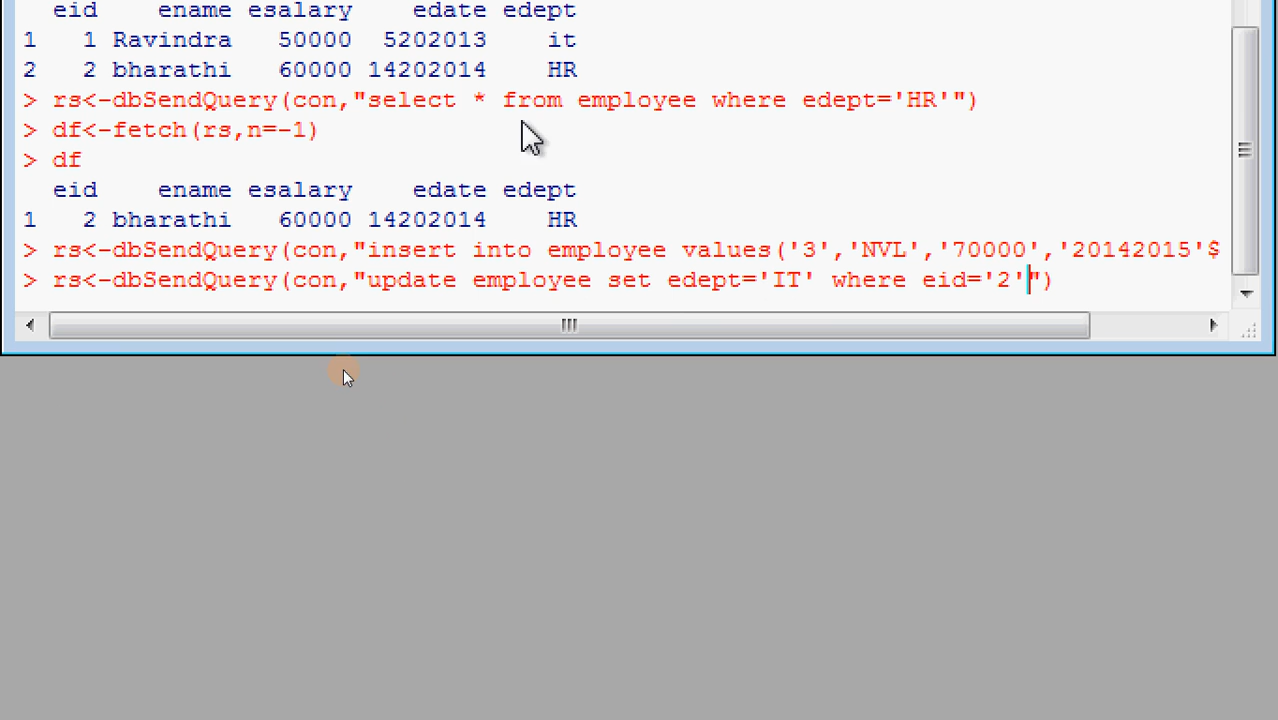 eid ename esalary edate edept
1 1 Ravindra 50000 5202013 it
2 2 bharathi 60000 14202014 HR
> rs<-dbSendQuery(con,"select * from employee where edept='HR'")
> df<-fetch(rs,n=-1)
> df
eid ename esalary edate edept
1 2 bharathi 60000 14202014 HR
> rs<-dbSendQuery(con,"insert into employee values('3','NVL','70000','20142015'$
> rs<-dbSendQuery(con,"update employee set edept='IT' where eid='2'")